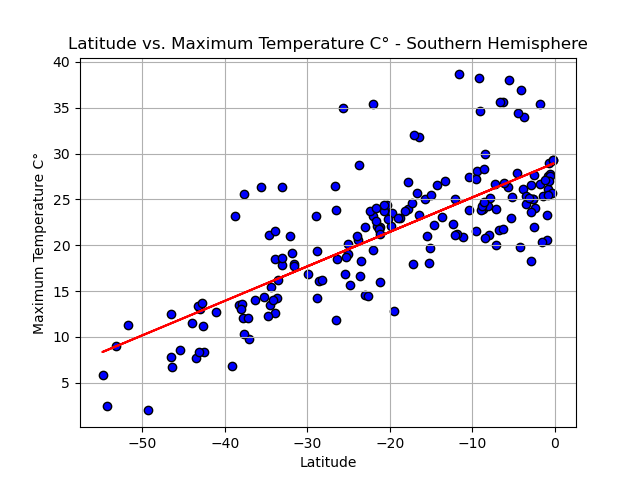 Latitude vs. Maximum Temperature C° - Southern Hemisphere
40
35
30
25
20
15
10
5
Maximum Temperature C°
−50 −40 −30 −20 −10 0
Latitude